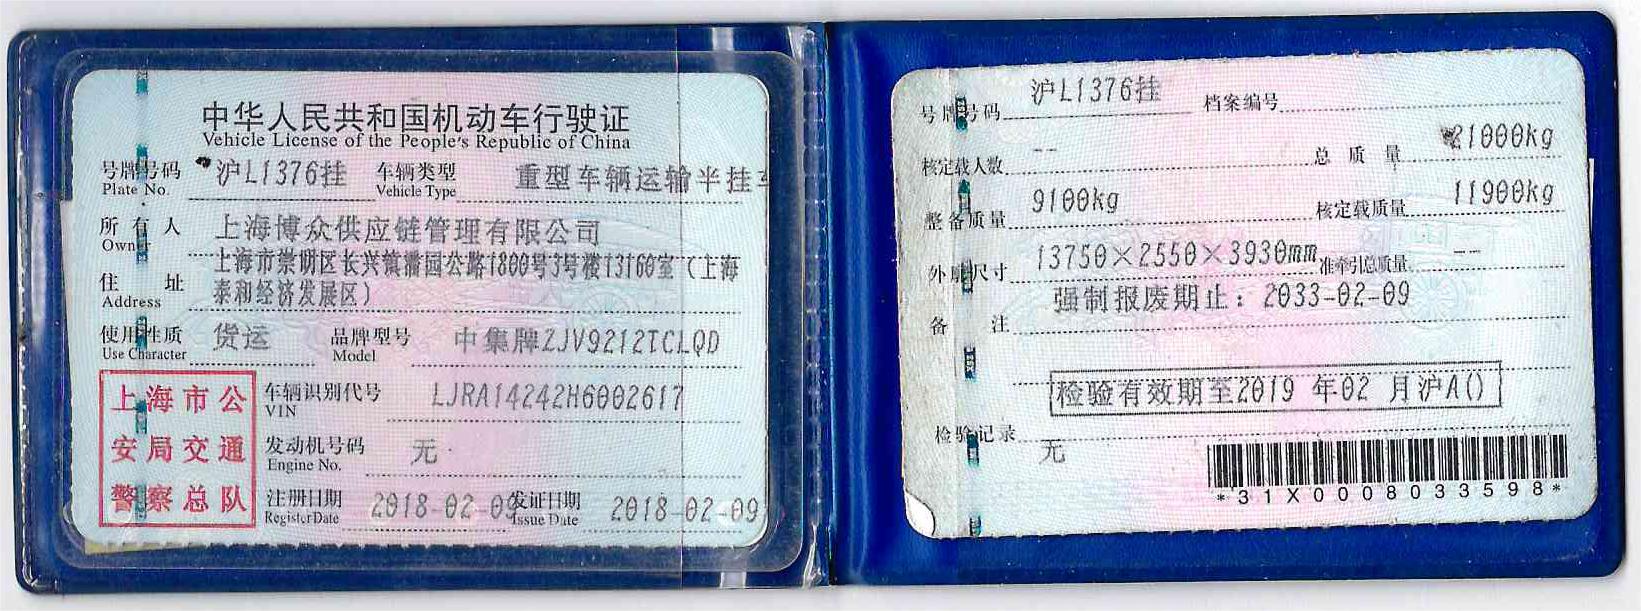 中华人民共和国机动车行驶证
Vehicle License of the People's Republic of China
号牌号码 沪L1376挂 车辆类型 重型车辆运输半挂车
Plate No. Vehicle Type
所有人 上海博众供应链管理有限公司
Owner
住址 上海市崇明区长兴镇潘园公路1800号3号楼13160室（上海
Address 泰和经济发展区）
使用性质 货运 品牌型号 中集牌ZJV9212TCLQD
Use Character Model
上海市公
安局交通
警察总队
车辆识别代号 LJRA14242H6002617
VIN
发动机号码 无
Engine No.
注册日期 2018-02-09 发证日期 2018-02-09
Register Date Issue Date
号牌号码 沪L1376挂 档案编号
核定载人数 -- 总质量 21000kg
整备质量 9100kg 核定载质量 11900kg
外廓尺寸 13750×2550×3930mm 准牵引总质量 --
备注 强制报废期止：2033-02-09
检验有效期至2019 年02 月沪A()
检验记录 无
*31X0008033598*